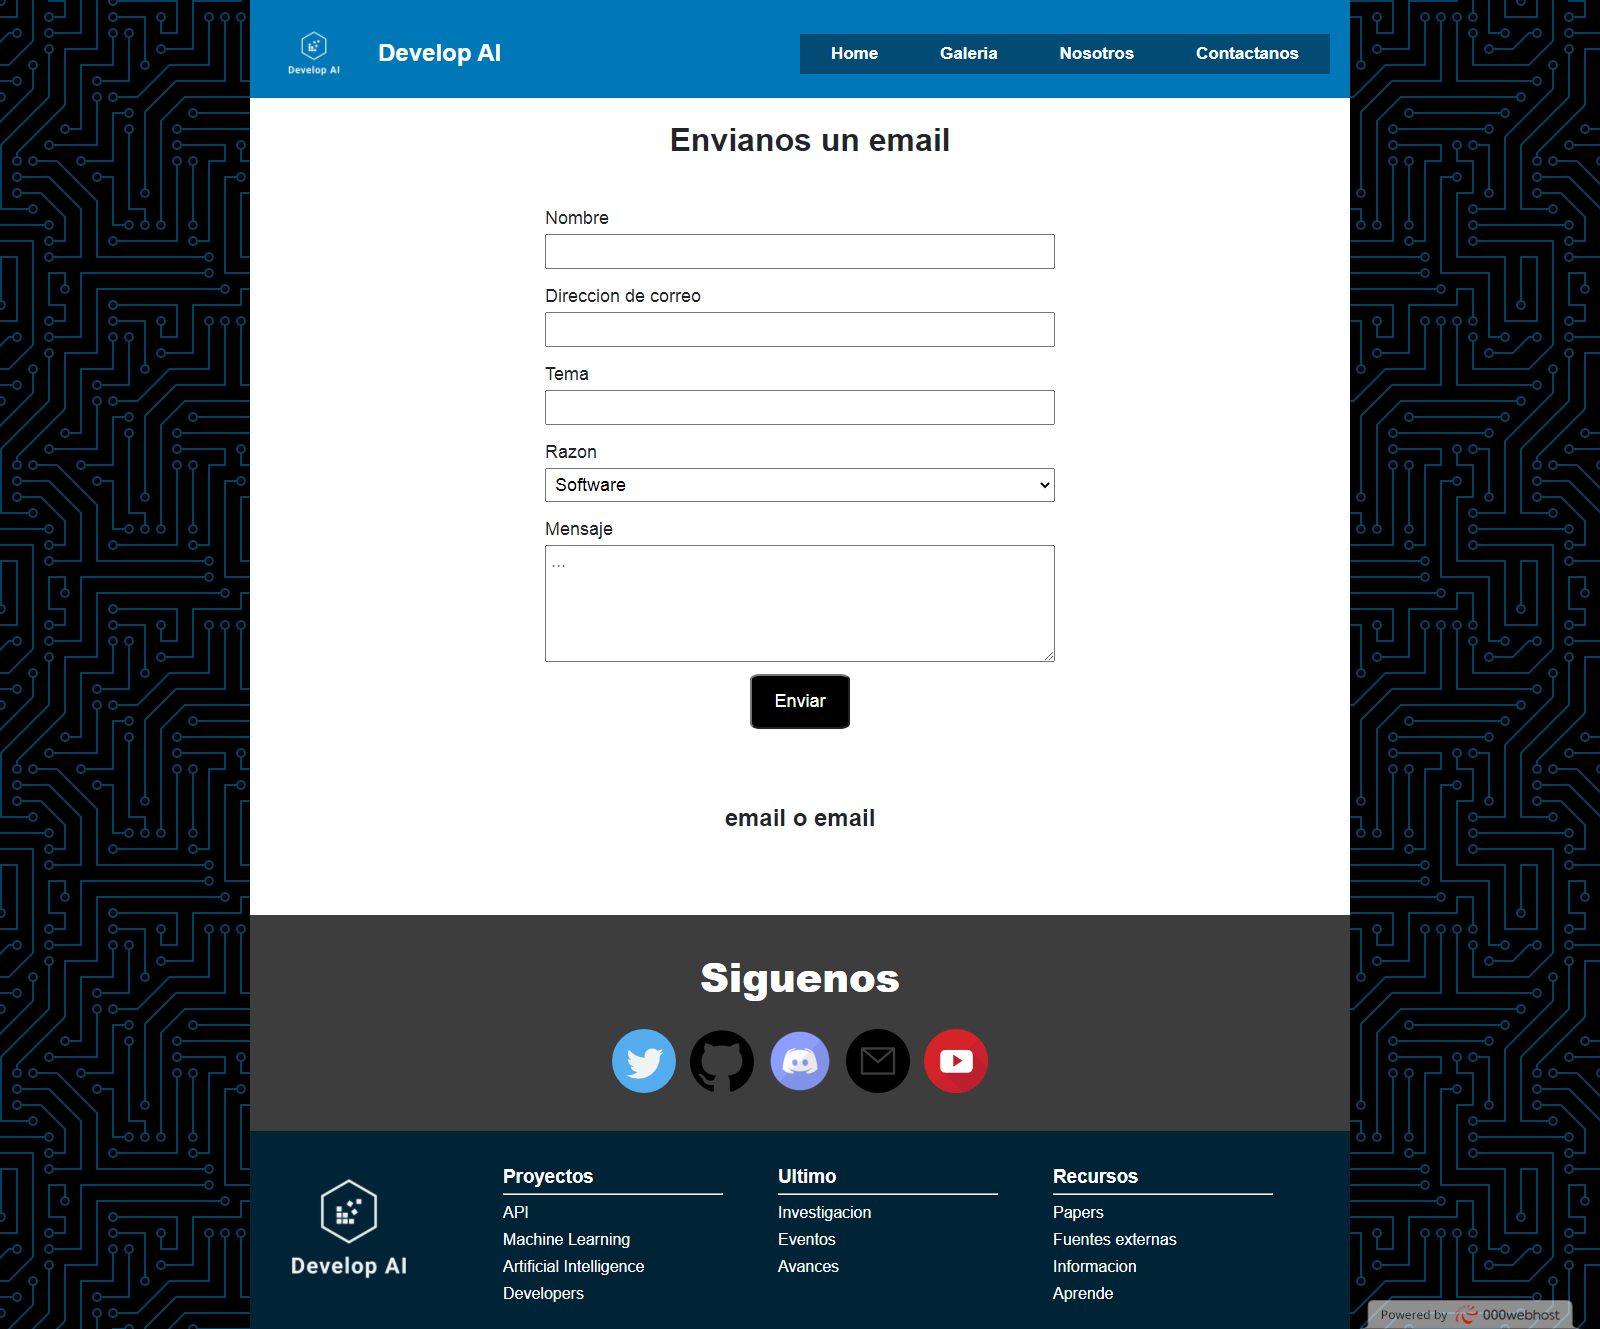 Develop AI
Develop AI
Home Galeria Nosotros Contactanos
Envianos un email
Nombre
Direccion de correo
Tema
Razon
Software
Mensaje
...
Enviar
email o email
Siguenos
Develop AI
Proyectos
API
Machine Learning
Artificial Intelligence
Developers
Ultimo
Investigacion
Eventos
Avances
Recursos
Papers
Fuentes externas
Informacion
Aprende
Powered by 000webhost